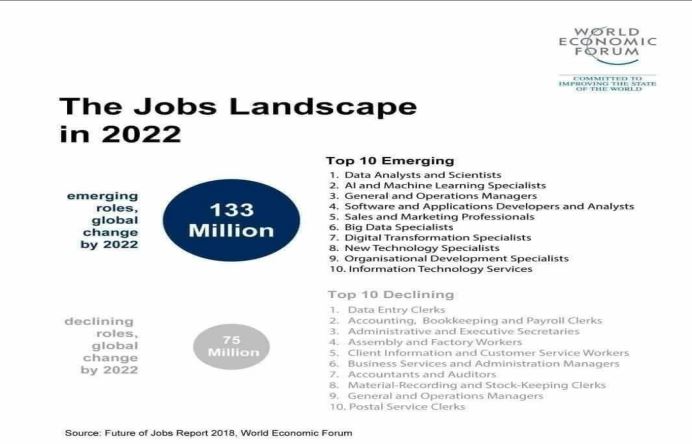 WORLD
ECONOMIC
FORUM
COMMITTED TO
IMPROVING THE STATE
OF THE WORLD
The Jobs Landscape
in 2022
emerging
roles,
global
change
by 2022
133
Million
Top 10 Emerging
1. Data Analysts and Scientists
2. AI and Machine Learning Specialists
3. General and Operations Managers
4. Software and Applications Developers and Analysts
5. Sales and Marketing Professionals
6. Big Data Specialists
7. Digital Transformation Specialists
8. New Technology Specialists
9. Organisational Development Specialists
10. Information Technology Services
declining
roles,
global
change
by 2022
75
Million
Top 10 Declining
1. Data Entry Clerks
2. Accounting, Bookkeeping and Payroll Clerks
3. Administrative and Executive Secretaries
4. Assembly and Factory Workers
5. Client Information and Customer Service Workers
6. Business Services and Administration Managers
7. Accountants and Auditors
8. Material-Recording and Stock-Keeping Clerks
9. General and Operations Managers
10. Postal Service Clerks
Source: Future of Jobs Report 2018, World Economic Forum